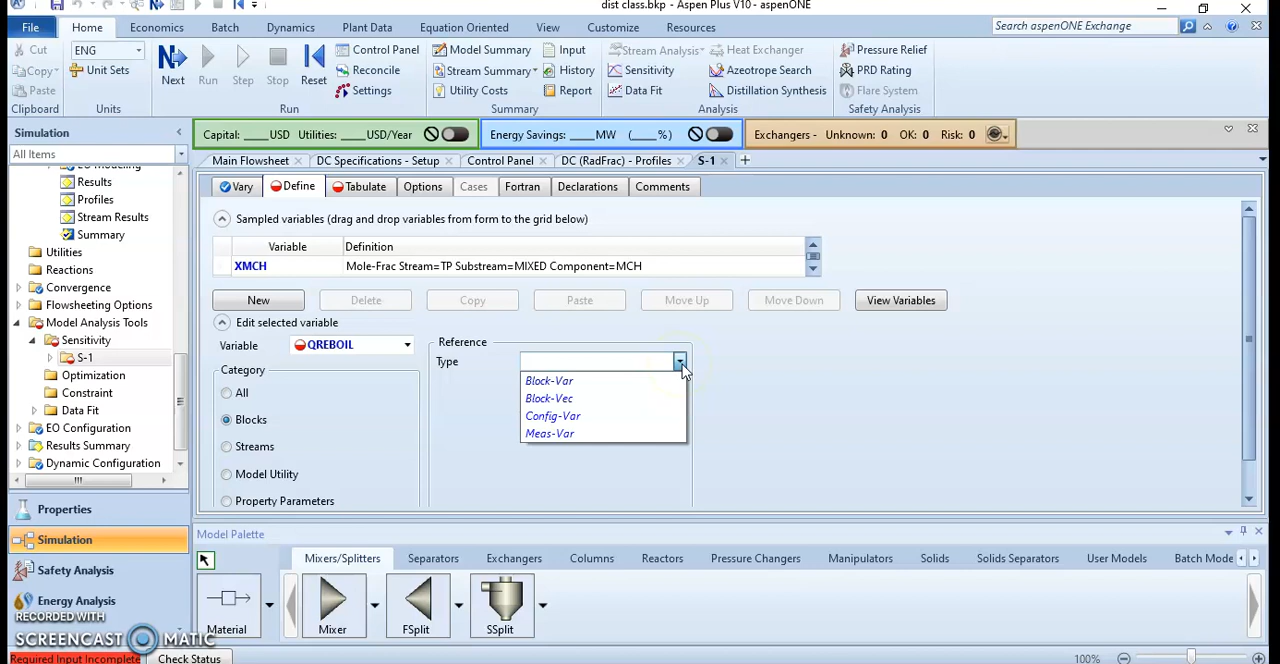 dist class.bkp - Aspen Plus V10 - aspenONE
File Home Economics Batch Dynamics Plant Data Equation Oriented View Customize Resources Search aspenONE Exchange
Cut ENG Control Panel Model Summary Input Stream Analysis Heat Exchanger Pressure Relief
Copy Unit Sets Next Run Step Stop Reset Reconcile Stream Summary History Sensitivity Azeotrope Search PRD Rating
Paste Settings Utility Costs Report Data Fit Distillation Synthesis Flare System
Clipboard Units Run Summary Analysis Safety Analysis
Simulation
Capital: ____USD Utilities: ____USD/Year Energy Savings: ____MW (____%) Exchangers - Unknown: 0 OK: 0 Risk: 0
All Items
Main Flowsheet DC Specifications - Setup Control Panel DC (RadFrac) - Profiles S-1
EO Modeling
Results
Profiles
Stream Results
Summary
Utilities
Reactions
Convergence
Flowsheeting Options
Model Analysis Tools
Sensitivity
S-1
Optimization
Constraint
Data Fit
EO Configuration
Results Summary
Dynamic Configuration
Properties
Simulation
Safety Analysis
Energy Analysis
Vary Define Tabulate Options Cases Fortran Declarations Comments
Sampled variables (drag and drop variables from form to the grid below)
Variable Definition
XMCH Mole-Frac Stream=TP Substream=MIXED Component=MCH
New Delete Copy Paste Move Up Move Down View Variables
Edit selected variable
Variable QREBOIL
Category
All
Blocks
Streams
Model Utility
Property Parameters
Reference
Type
Block-Var
Block-Vec
Config-Var
Meas-Var
Model Palette
Mixers/Splitters Separators Exchangers Columns Reactors Pressure Changers Manipulators Solids Solids Separators User Models Batch Mode
Material Mixer FSplit SSplit
RECORDED WITH
SCREENCAST MATIC
Required Input Incomplete Check Status 100%